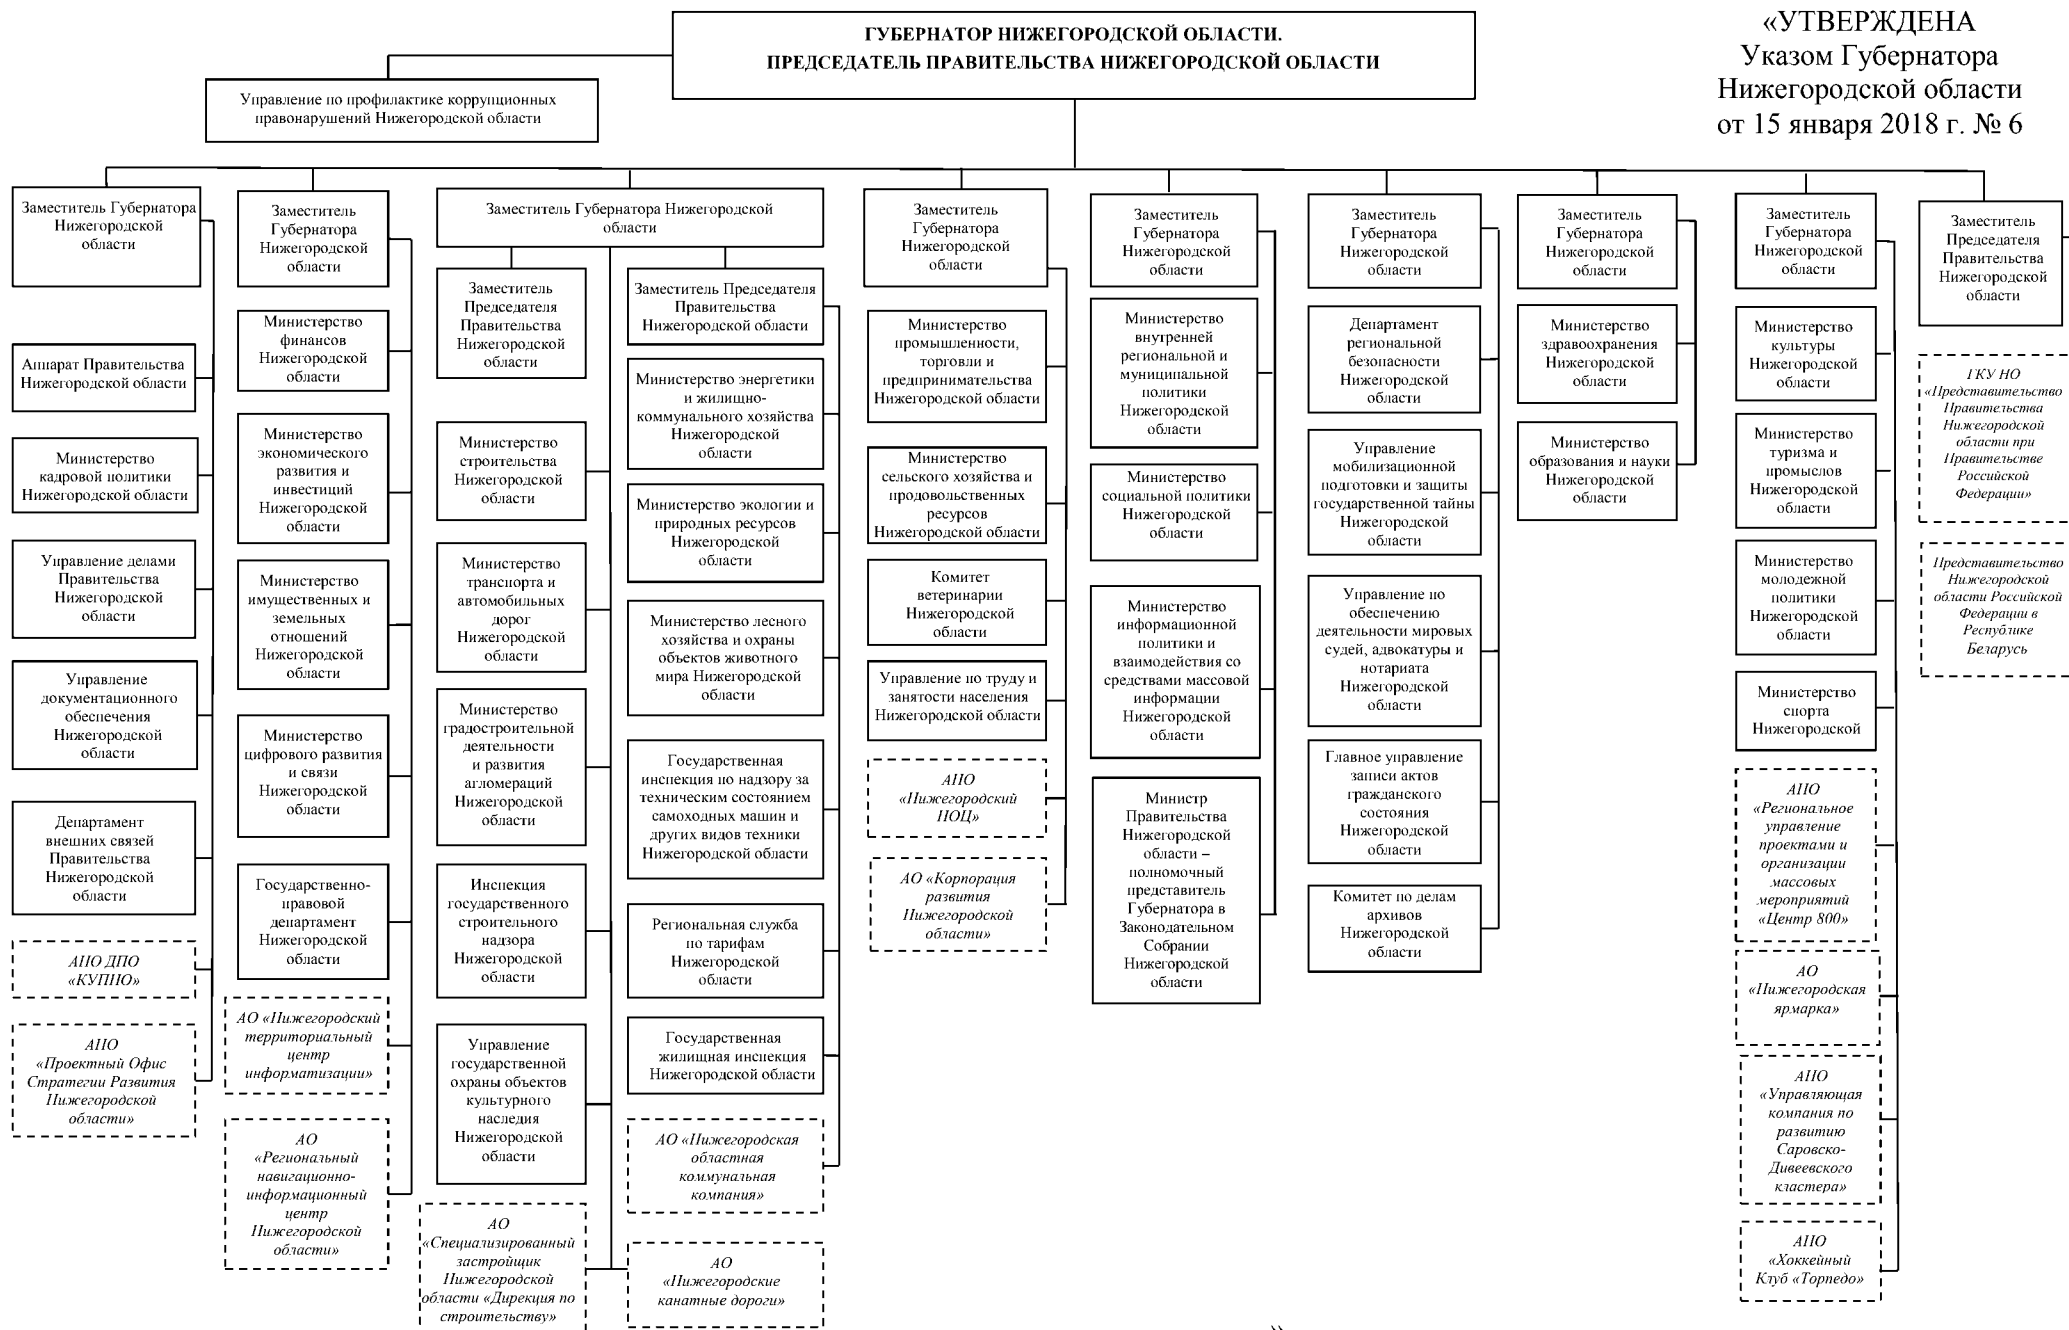 ГУБЕРНАТОР НИЖЕГОРОДСКОЙ ОБЛАСТИ.
ПРЕДСЕДАТЕЛЬ ПРАВИТЕЛЬСТВА НИЖЕГОРОДСКОЙ ОБЛАСТИ
«УТВЕРЖДЕНА
Указом Губернатора
Нижегородской области
от 15 января 2018 г. № 6
Управление по профилактике коррупционных
правонарушений Нижегородской области
Заместитель Губернатора
Нижегородской
области
Аппарат Правительства
Нижегородской области
Министерство
кадровой политики
Нижегородской области
Управление делами
Правительства
Нижегородской
области
Управление
документационного
обеспечения
Нижегородской
области
Департамент
внешних связей
Правительства
Нижегородской
области
АНО ДПО
«КУПНО»
АНО
«Проектный Офис
Стратегии Развития
Нижегородской
области»
Заместитель
Губернатора
Нижегородской
области
Министерство
финансов
Нижегородской
области
Министерство
экономического
развития и
инвестиций
Нижегородской
области
Министерство
имущественных и
земельных
отношений
Нижегородской
области
Министерство
цифрового развития
и связи
Нижегородской
области
Государственно-
правовой
департамент
Нижегородской
области
АО «Нижегородский
территориальный
центр
информатизации»
АО
«Региональный
навигационно-
информационный
центр
Нижегородской
области»
Заместитель Губернатора Нижегородской
области
Заместитель
Председателя
Правительства
Нижегородской
области
Министерство
строительства
Нижегородской
области
Министерство
транспорта и
автомобильных
дорог
Нижегородской
области
Министерство
градостроительной
деятельности
и развития
агломераций
Нижегородской
области
Инспекция
государственного
строительного
надзора
Нижегородской
области
Управление
государственной
охраны объектов
культурного
наследия
Нижегородской
области
АО
«Специализированный
застройщик
Нижегородской
области «Дирекция по
строительству»
Заместитель Председателя
Правительства
Нижегородской области
Министерство энергетики
и жилищно-
коммунального хозяйства
Нижегородской
области
Министерство экологии и
природных ресурсов
Нижегородской
области
Министерство лесного
хозяйства и охраны
объектов животного
мира Нижегородской
области
Государственная
инспекция по надзору за
техническим состоянием
самоходных машин и
других видов техники
Нижегородской области
Региональная служба
по тарифам
Нижегородской
области
Государственная
жилищная инспекция
Нижегородской области
АО «Нижегородская
областная
коммунальная
компания»
АО
«Нижегородские
канатные дороги»
Заместитель
Губернатора
Нижегородской
области
Министерство
промышленности,
торговли и
предпринимательства
Нижегородской области
Министерство
сельского хозяйства и
продовольственных
ресурсов
Нижегородской области
Комитет
ветеринарии
Нижегородской
области
Управление по труду и
занятости населения
Нижегородской области
АНО
«Нижегородский
НОЦ»
АО «Корпорация
развития
Нижегородской
области»
Заместитель
Губернатора
Нижегородской
области
Министерство
внутренней
региональной и
муниципальной
политики
Нижегородской
области
Министерство
социальной политики
Нижегородской
области
Министерство
информационной
политики и
взаимодействия со
средствами массовой
информации
Нижегородской
области
Министр
Правительства
Нижегородской
области –
полномочный
представитель
Губернатора в
Законодательном
Собрании
Нижегородской
области
Заместитель
Губернатора
Нижегородской
области
Департамент
региональной
безопасности
Нижегородской
области
Управление
мобилизационной
подготовки и защиты
государственной тайны
Нижегородской
области
Управление по
обеспечению
деятельности мировых
судей, адвокатуры и
нотариата
Нижегородской
области
Главное управление
записи актов
гражданского
состояния
Нижегородской
области
Комитет по делам
архивов
Нижегородской
области
Заместитель
Губернатора
Нижегородской
области
Министерство
здравоохранения
Нижегородской
области
Министерство
образования и науки
Нижегородской
области
Заместитель
Губернатора
Нижегородской
области
Министерство
культуры
Нижегородской
области
Министерство
туризма и
промыслов
Нижегородской
области
Министерство
молодежной
политики
Нижегородской
области
Министерство
спорта
Нижегородской
АНО
«Региональное
управление
проектами и
организации
массовых
мероприятий
«Центр 800»
АО
«Нижегородская
ярмарка»
АНО
«Управляющая
компания по
развитию
Саровско-
Дивеевского
кластера»
АНО
«Хоккейный
Клуб «Торпедо»
Заместитель
Председателя
Правительства
Нижегородской
области
ГКУ НО
«Представительство
Правительства
Нижегородской
области при
Правительстве
Российской
Федерации»
Представительство
Нижегородской
области Российской
Федерации в
Республике
Беларусь
»